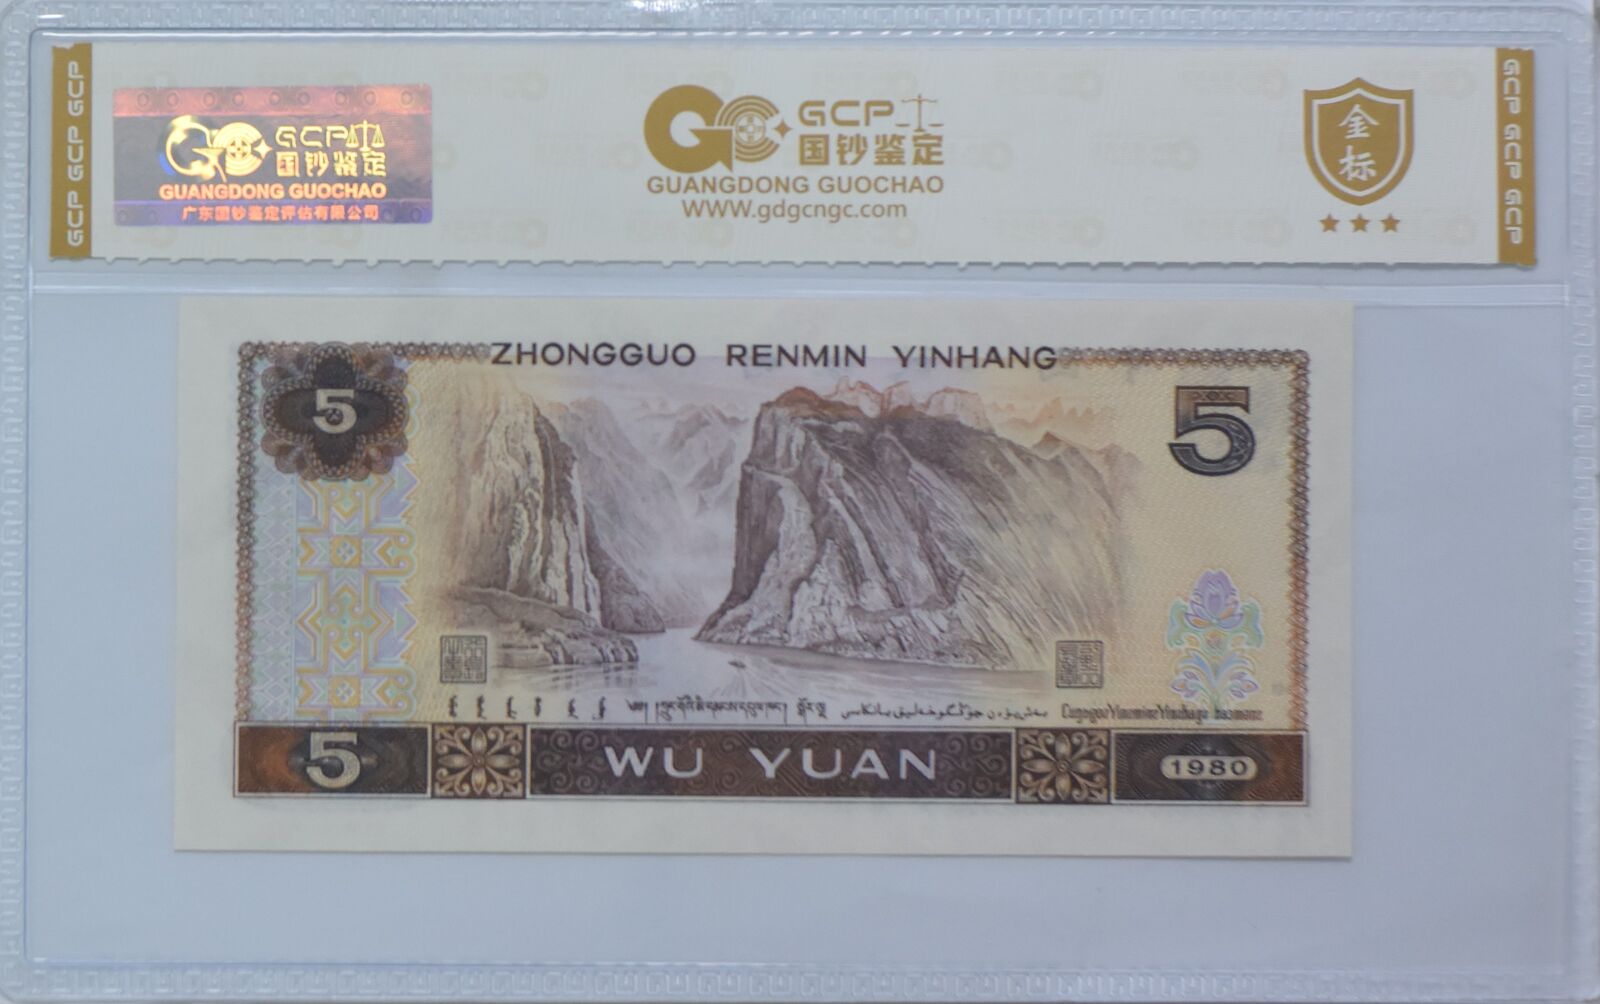 GCP GCP GCP
GCP
国钞鉴定
GUANGDONG GUOCHAO
广东国钞鉴定评估有限公司
GCP
国钞鉴定
GUANGDONG GUOCHAO
WWW.gdgcngc.com
金
标
GCP GCP GCP
ZHONGGUO RENMIN YINHANG
5
5
5
WU YUAN
1980